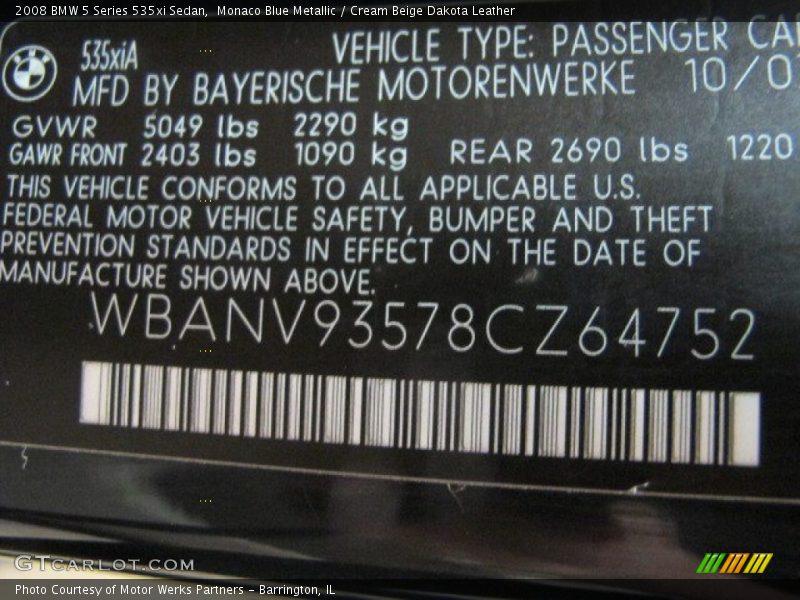 2008 BMW 5 Series 535xi Sedan, Monaco Blue Metallic / Cream Beige Dakota Leather
535xiA
VEHICLE TYPE: PASSENGER
MFD BY BAYERISCHE MOTORENWERKE 10/0
GVWR 5049 lbs 2290 kg
GAWR FRONT 2403 lbs 1090 kg REAR 2690 lbs 1220
THIS VEHICLE CONFORMS TO ALL APPLICABLE U.S.
FEDERAL MOTOR VEHICLE SAFETY, BUMPER AND THEFT
PREVENTION STANDARDS IN EFFECT ON THE DATE OF
MANUFACTURE SHOWN ABOVE.
WBANV93578CZ64752
GTCARLOT.COM
Photo Courtesy of Motor Werks Partners - Barrington, IL